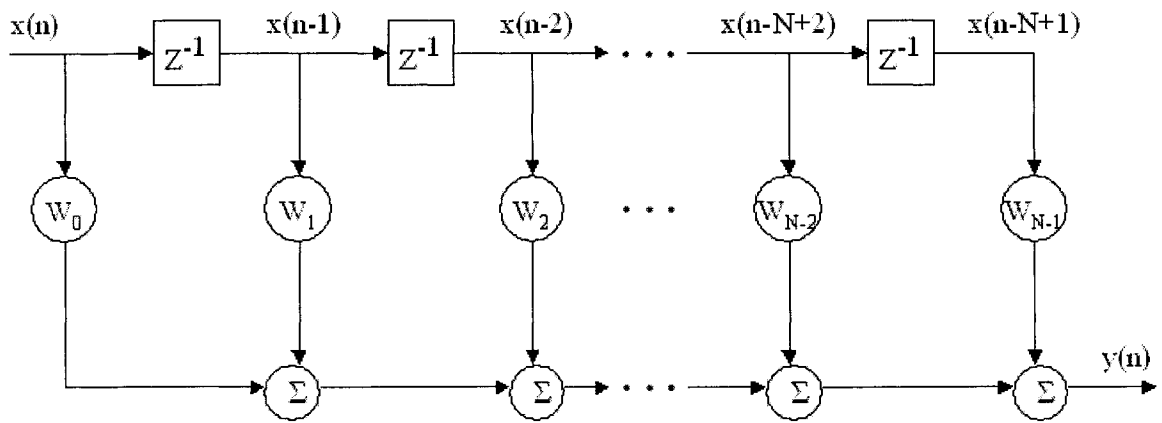 x(n) x(n-1) x(n-2) x(n-N+2) x(n-N+1)
Z⁻¹ Z⁻¹ . . . Z⁻¹
W₀ W₁ W₂ . . . W_N-2 W_N-1
Σ Σ . . . Σ Σ y(n)